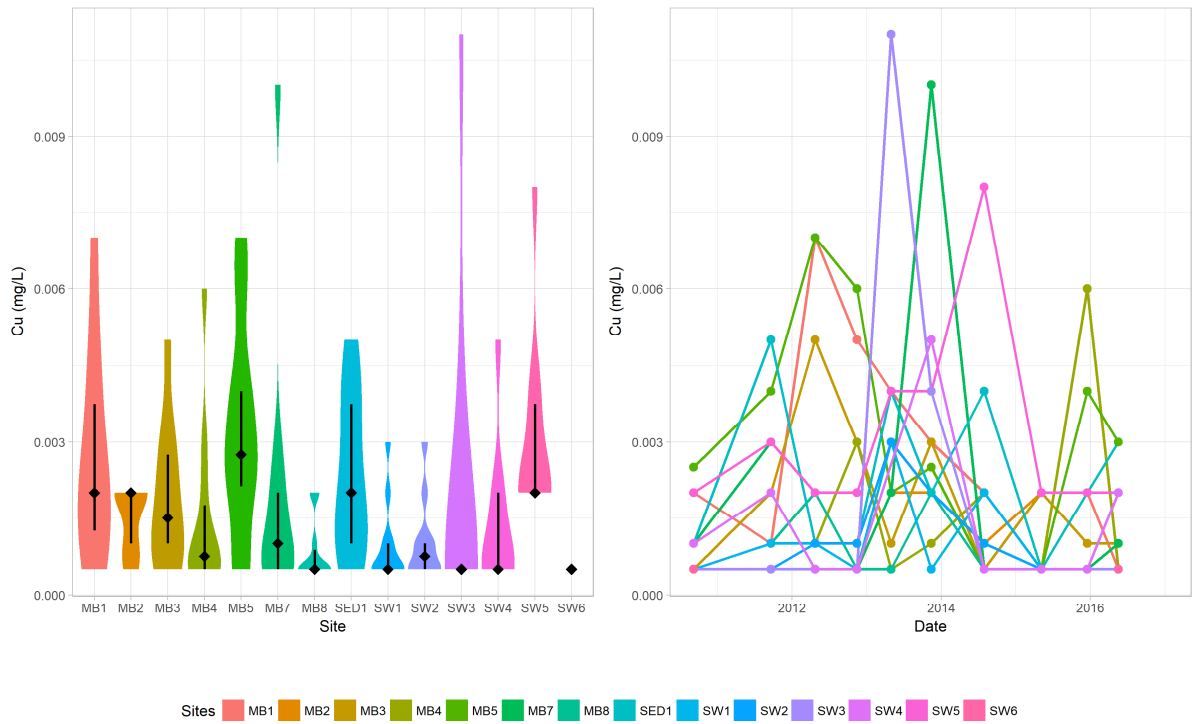 Cu (mg/L)
0.009
0.006
0.003
0.000
MB1 MB2 MB3 MB4 MB5 MB7 MB8 SED1 SW1 SW2 SW3 SW4 SW5 SW6
Site
Cu (mg/L)
0.009
0.006
0.003
0.000
2012 2014 2016
Date
Sites MB1 MB2 MB3 MB4 MB5 MB7 MB8 SED1 SW1 SW2 SW3 SW4 SW5 SW6